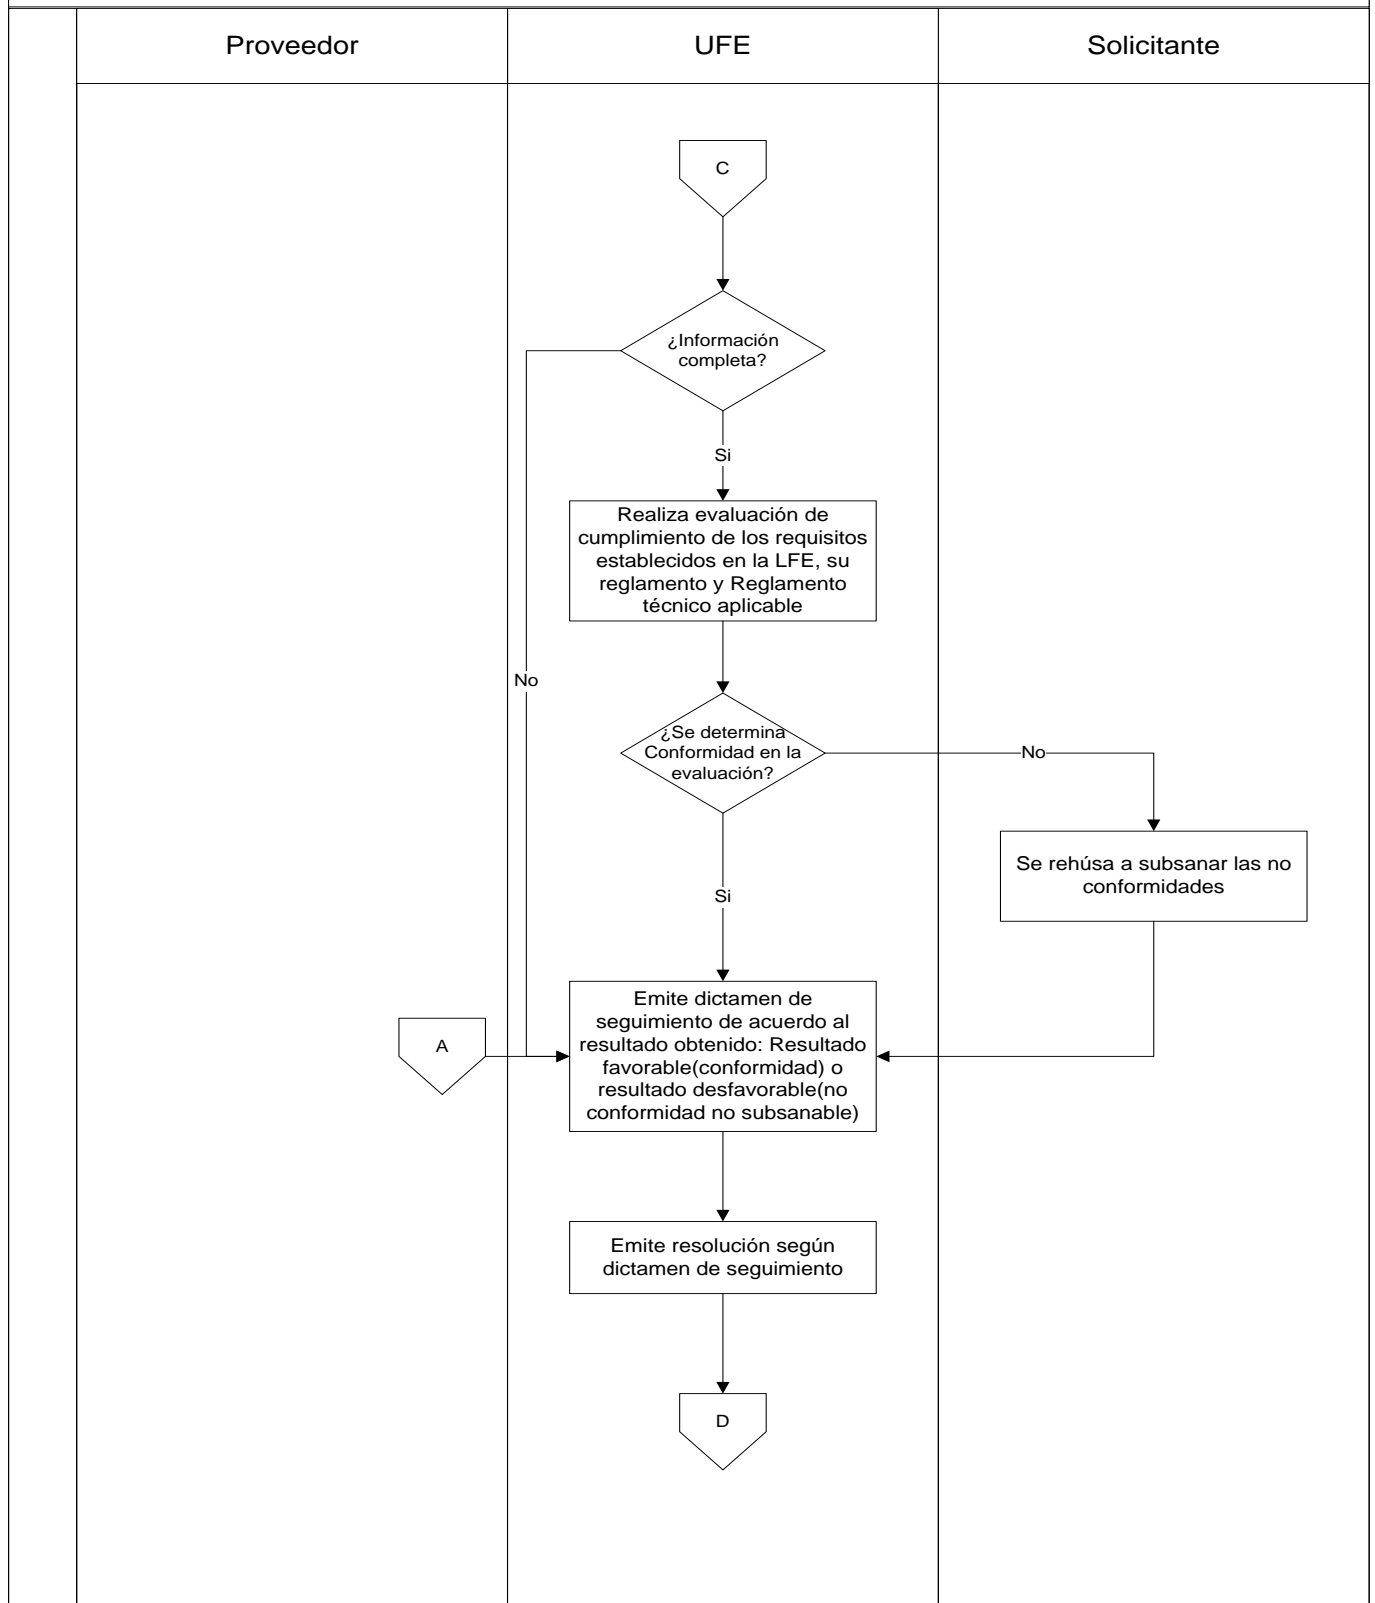 Proveedor
UFE
Solicitante
C
¿Información
completa?
Si
Realiza evaluación de
cumplimiento de los requisitos
establecidos en la LFE, su
reglamento y Reglamento
técnico aplicable
No
¿Se determina
Conformidad en la
evaluación?
No
Se rehúsa a subsanar las no
conformidades
Si
Emite dictamen de
seguimiento de acuerdo al
resultado obtenido: Resultado
favorable(conformidad) o
resultado desfavorable(no
conformidad no subsanable)
A
Emite resolución según
dictamen de seguimiento
D